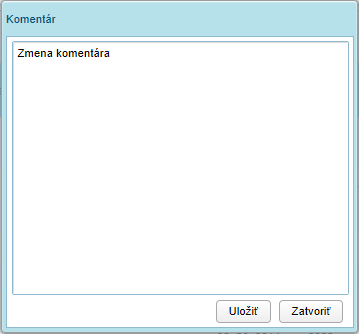 Komentár
Zmena komentára
Uložiť
Zatvoriť